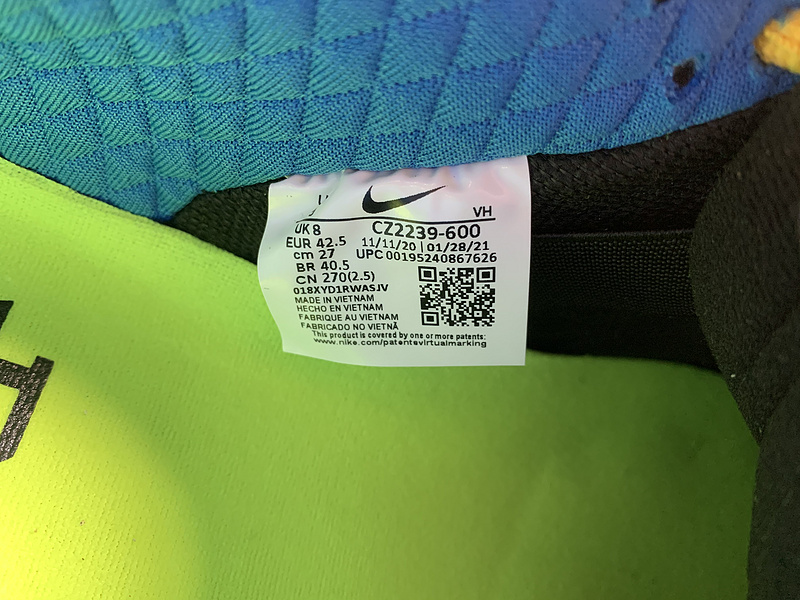 VH
UK 8 CZ2239-600
EUR 42.5 11/11/20 | 01/28/21
cm 27 UPC 00195240867626
BR 40.5
CN 270(2.5)
018XYD1RWASJV
MADE IN VIETNAM
HECHO EN VIETNAM
FABRIQUE AU VIETNAM
FABRICADO NO VIETNÃ
This product is covered by one or more patents:
www.nike.com/patentevirtualmarking